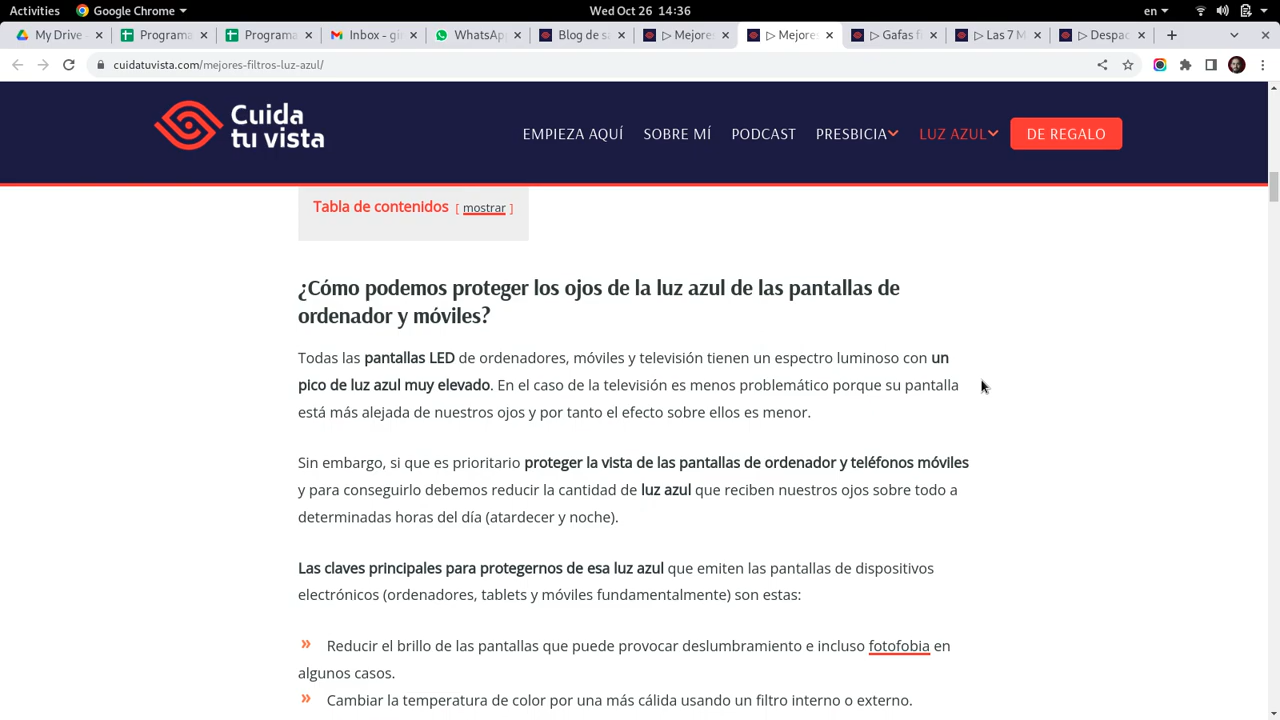 Activities Google Chrome Wed Oct 26 14:36 en
My Drive - Programa Programa Inbox - gi WhatsApp Blog de sa ▷ Mejores ▷ Mejores Gafas f ▷ Las 7 M ▷ Despac
cuidatuvista.com/mejores-filtros-luz-azul/
Cuida
tu vista
EMPIEZA AQUÍ SOBRE MÍ PODCAST PRESBICIA LUZ AZUL DE REGALO
Tabla de contenidos [ mostrar ]
¿Cómo podemos proteger los ojos de la luz azul de las pantallas de
ordenador y móviles?
Todas las pantallas LED de ordenadores, móviles y televisión tienen un espectro luminoso con un
pico de luz azul muy elevado. En el caso de la televisión es menos problemático porque su pantalla
está más alejada de nuestros ojos y por tanto el efecto sobre ellos es menor.
Sin embargo, si que es prioritario proteger la vista de las pantallas de ordenador y teléfonos móviles
y para conseguirlo debemos reducir la cantidad de luz azul que reciben nuestros ojos sobre todo a
determinadas horas del día (atardecer y noche).
Las claves principales para protegernos de esa luz azul que emiten las pantallas de dispositivos
electrónicos (ordenadores, tablets y móviles fundamentalmente) son estas:
» Reducir el brillo de las pantallas que puede provocar deslumbramiento e incluso fotofobia en
algunos casos.
» Cambiar la temperatura de color por una más cálida usando un filtro interno o externo.